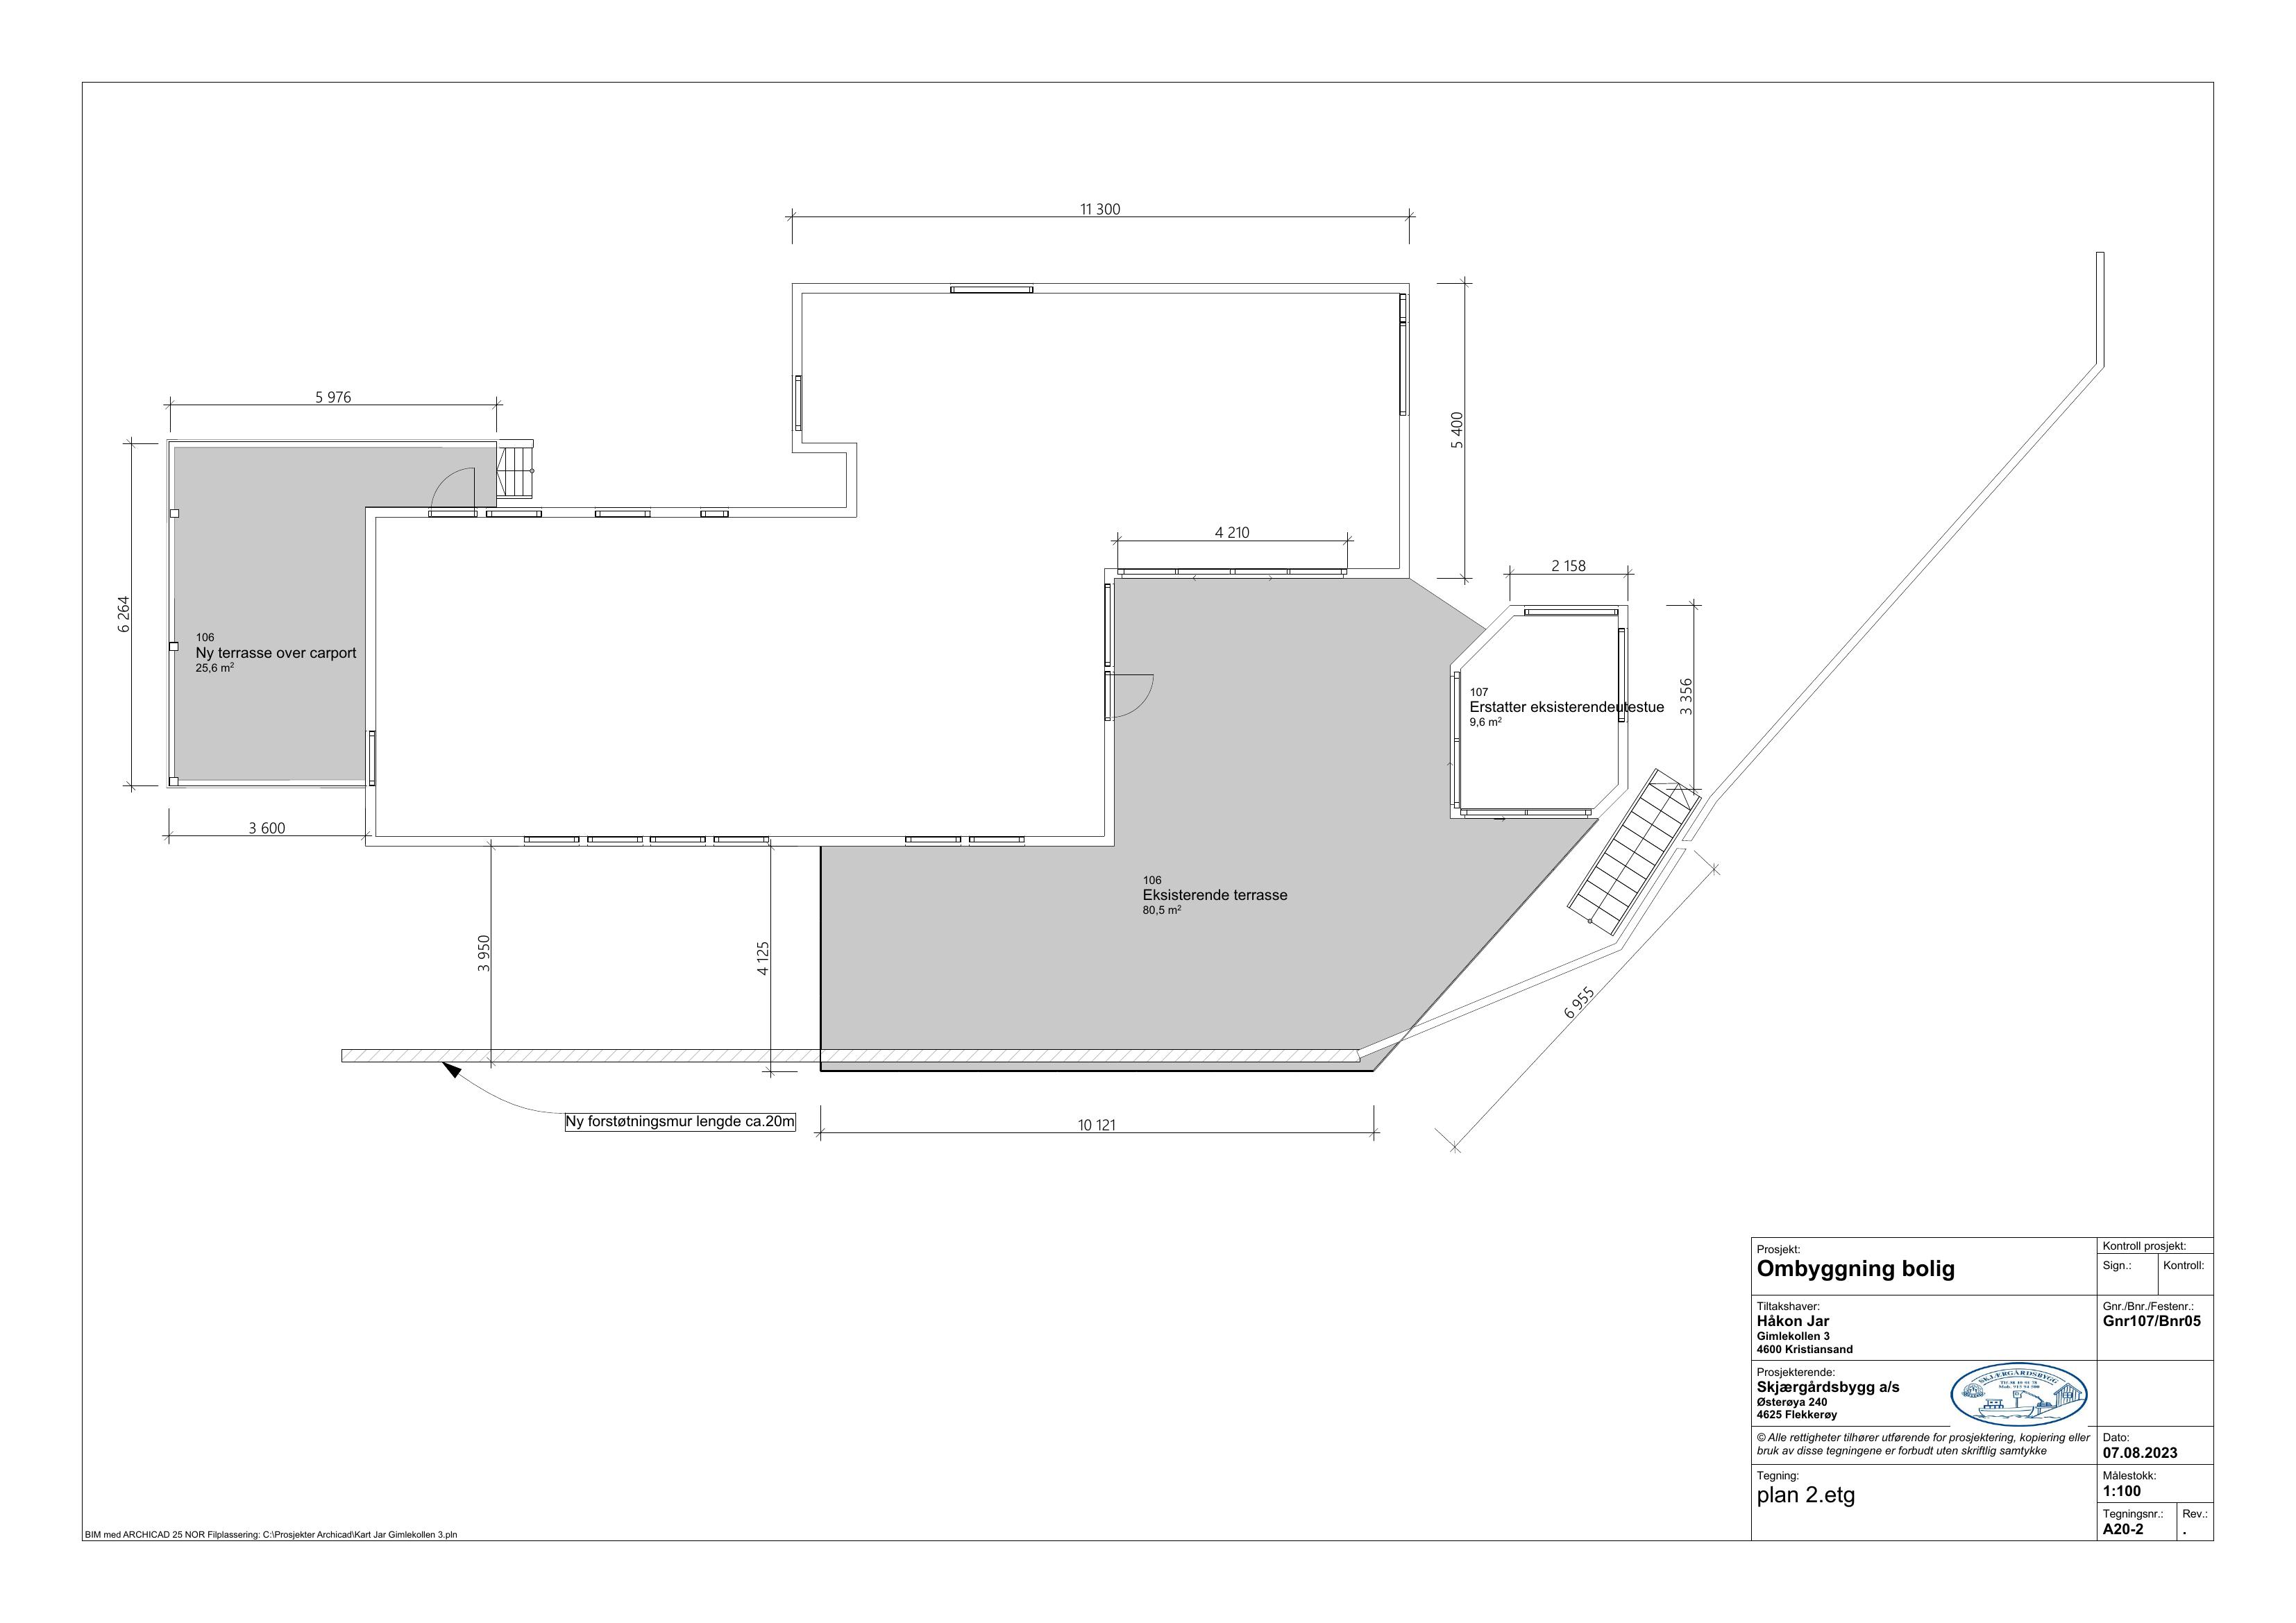 11 300
5 976
5 400
4 210
2 158
6 264
3 356
106
Ny terrasse over carport
25,6 m²
107
Erstatter eksisterendeutestue
9,6 m²
3 600
106
Eksisterende terrasse
80,5 m²
3 950
4 125
6 955
Ny forstøtningsmur lengde ca.20m
10 121
Prosjekt:
Ombyggning bolig
Kontroll prosjekt:
Sign.:
Kontroll:
Tiltakshaver:
Håkon Jar
Gimlekollen 3
4600 Kristiansand
Gnr./Bnr./Festenr.:
Gnr107/Bnr05
Prosjekterende:
Skjærgårdsbygg a/s
Østerøya 240
4625 Flekkerøy
SKJÆRGÅRDSBYGG
© Alle rettigheter tilhører utførende for prosjektering, kopiering eller
bruk av disse tegningene er forbudt uten skriftlig samtykke
Dato:
07.08.2023
Tegning:
plan 2.etg
Målestokk:
1:100
Tegningsnr.:
A20-2
Rev.:
.
BIM med ARCHICAD 25 NOR Filplassering: C:\Prosjekter Archicad\Kart Jar Gimlekollen 3.pln